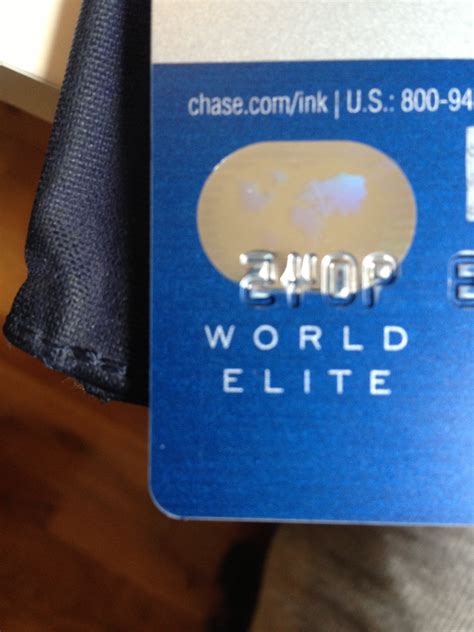 chase.com/ink | U.S.: 800-94
WORLD
ELITE